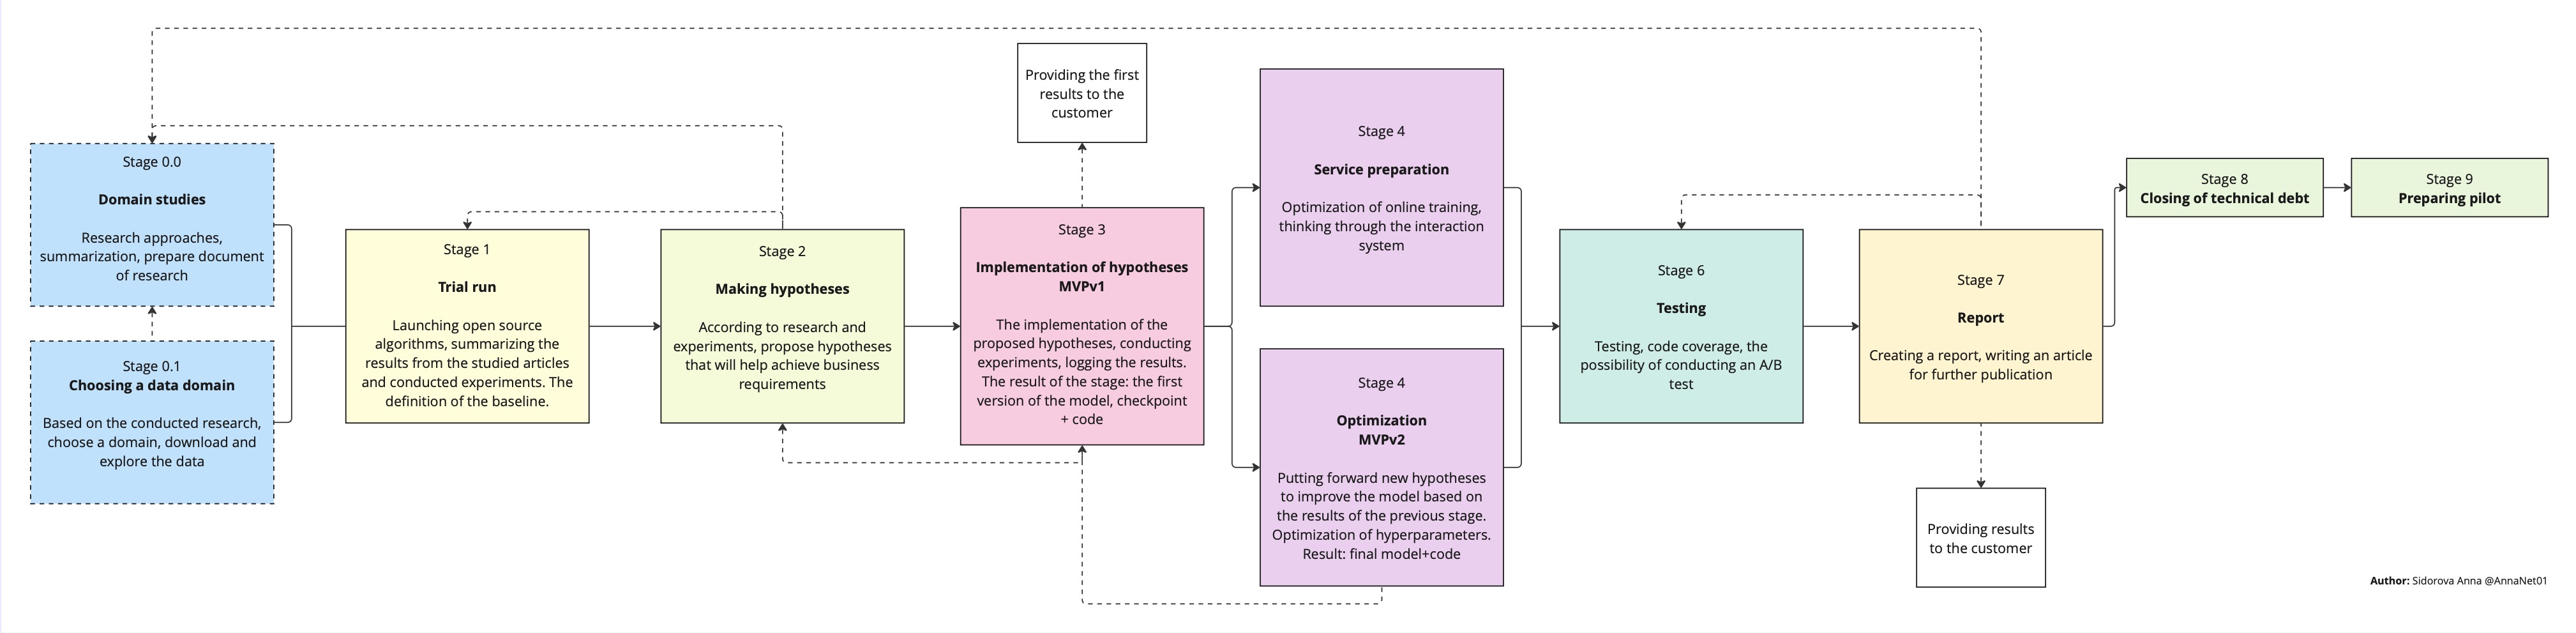 Stage 0.0
Domain studies
Research approaches,
summarization, prepare document
of research
Stage 0.1
Choosing a data domain
Based on the conducted research,
choose a domain, download and
explore the data
Stage 1
Trial run
Launching open source
algorithms, summarizing the
results from the studied articles
and conducted experiments. The
definition of the baseline.
Stage 2
Making hypotheses
According to research and
experiments, propose hypotheses
that will help achieve business
requirements
Providing the first
results to the
customer
Stage 3
Implementation of hypotheses
MVPv1
The implementation of the
proposed hypotheses, conducting
experiments, logging the results.
The result of the stage: the first
version of the model, checkpoint
+ code
Stage 4
Service preparation
Optimization of online training,
thinking through the interaction
system
Stage 4
Optimization
MVPv2
Putting forward new hypotheses
to improve the model based on
the results of the previous stage.
Optimization of hyperparameters.
Result: final model+code
Stage 6
Testing
Testing, code coverage, the
possibility of conducting an A/B
test
Stage 7
Report
Creating a report, writing an article
for further publication
Providing results
to the customer
Stage 8
Closing of technical debt
Stage 9
Preparing pilot
Author: Sidorova Anna @AnnaNet01